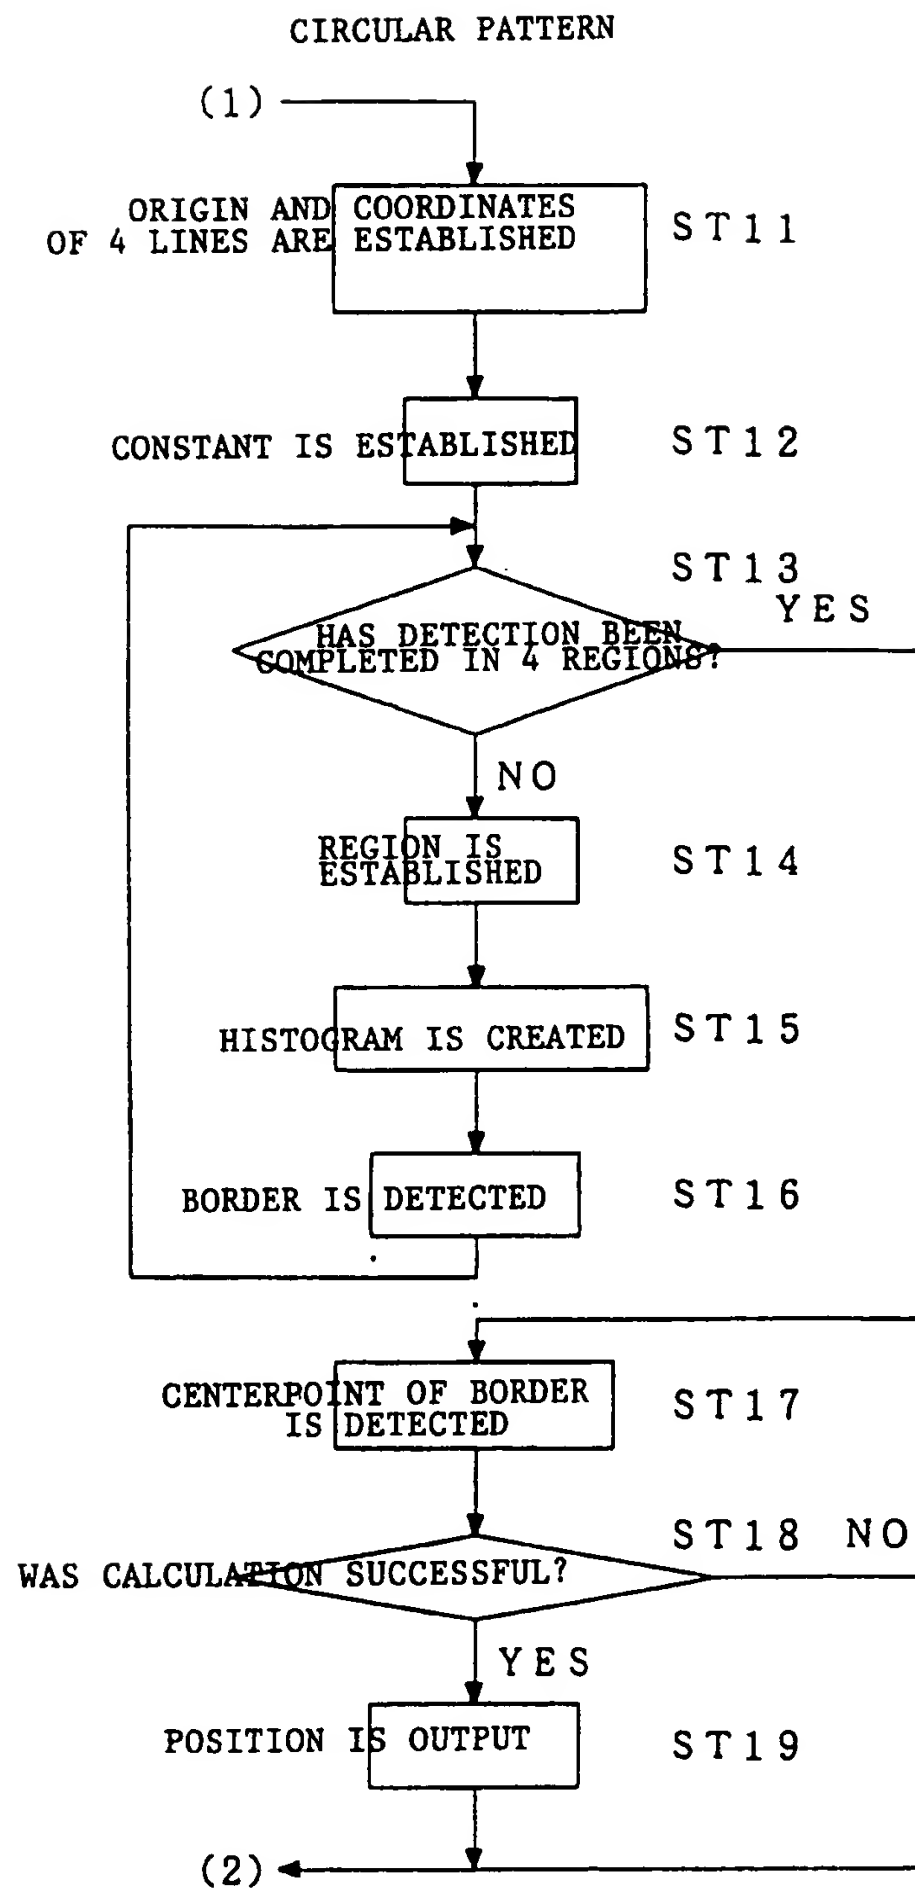 CIRCULAR PATTERN
(1)
ORIGIN AND COORDINATES
OF 4 LINES ARE ESTABLISHED
ST11
CONSTANT IS ESTABLISHED
ST12
ST13
YES
HAS DETECTION BEEN
COMPLETED IN 4 REGIONS?
NO
REGION IS
ESTABLISHED
ST14
HISTOGRAM IS CREATED
ST15
BORDER IS DETECTED
ST16
CENTERPOINT OF BORDER
IS DETECTED
ST17
ST18 NO
WAS CALCULATION SUCCESSFUL?
YES
POSITION IS OUTPUT
ST19
(2)